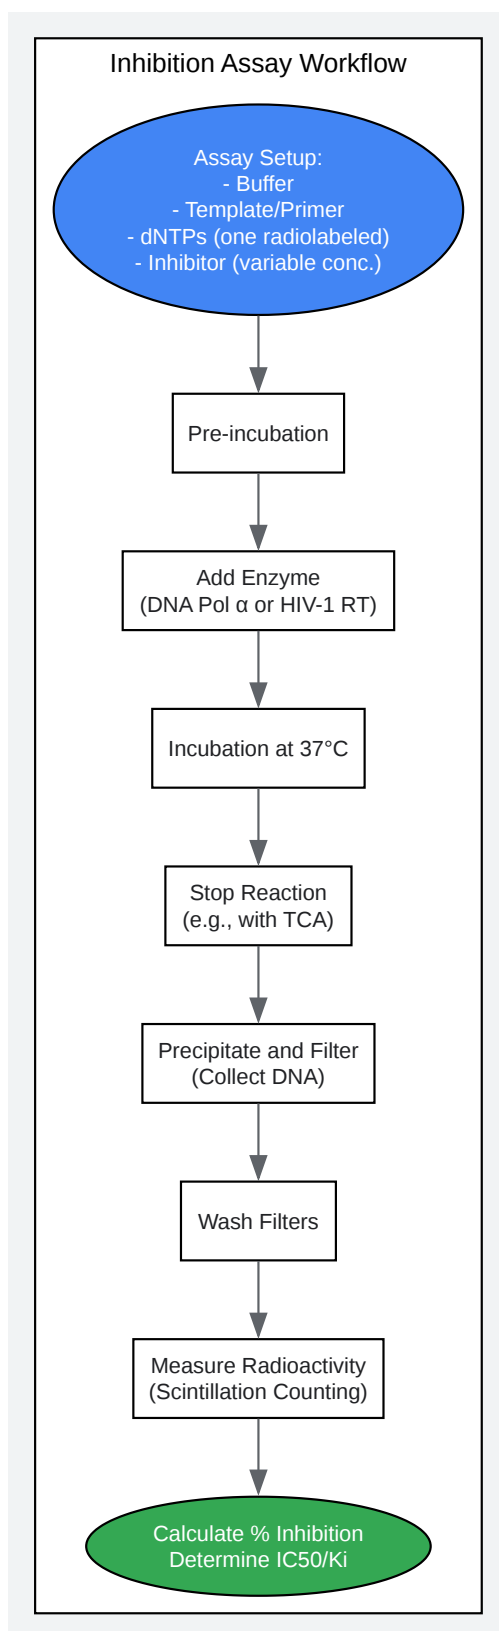 Inhibition Assay Workflow
Assay Setup:
- Buffer
- Template/Primer
- dNTPs (one radiolabeled)
- Inhibitor (variable conc.)
Pre-incubation
Add Enzyme
(DNA Pol α or HIV-1 RT)
Incubation at 37°C
Stop Reaction
(e.g., with TCA)
Precipitate and Filter
(Collect DNA)
Wash Filters
Measure Radioactivity
(Scintillation Counting)
Calculate % Inhibition
Determine IC50/Ki